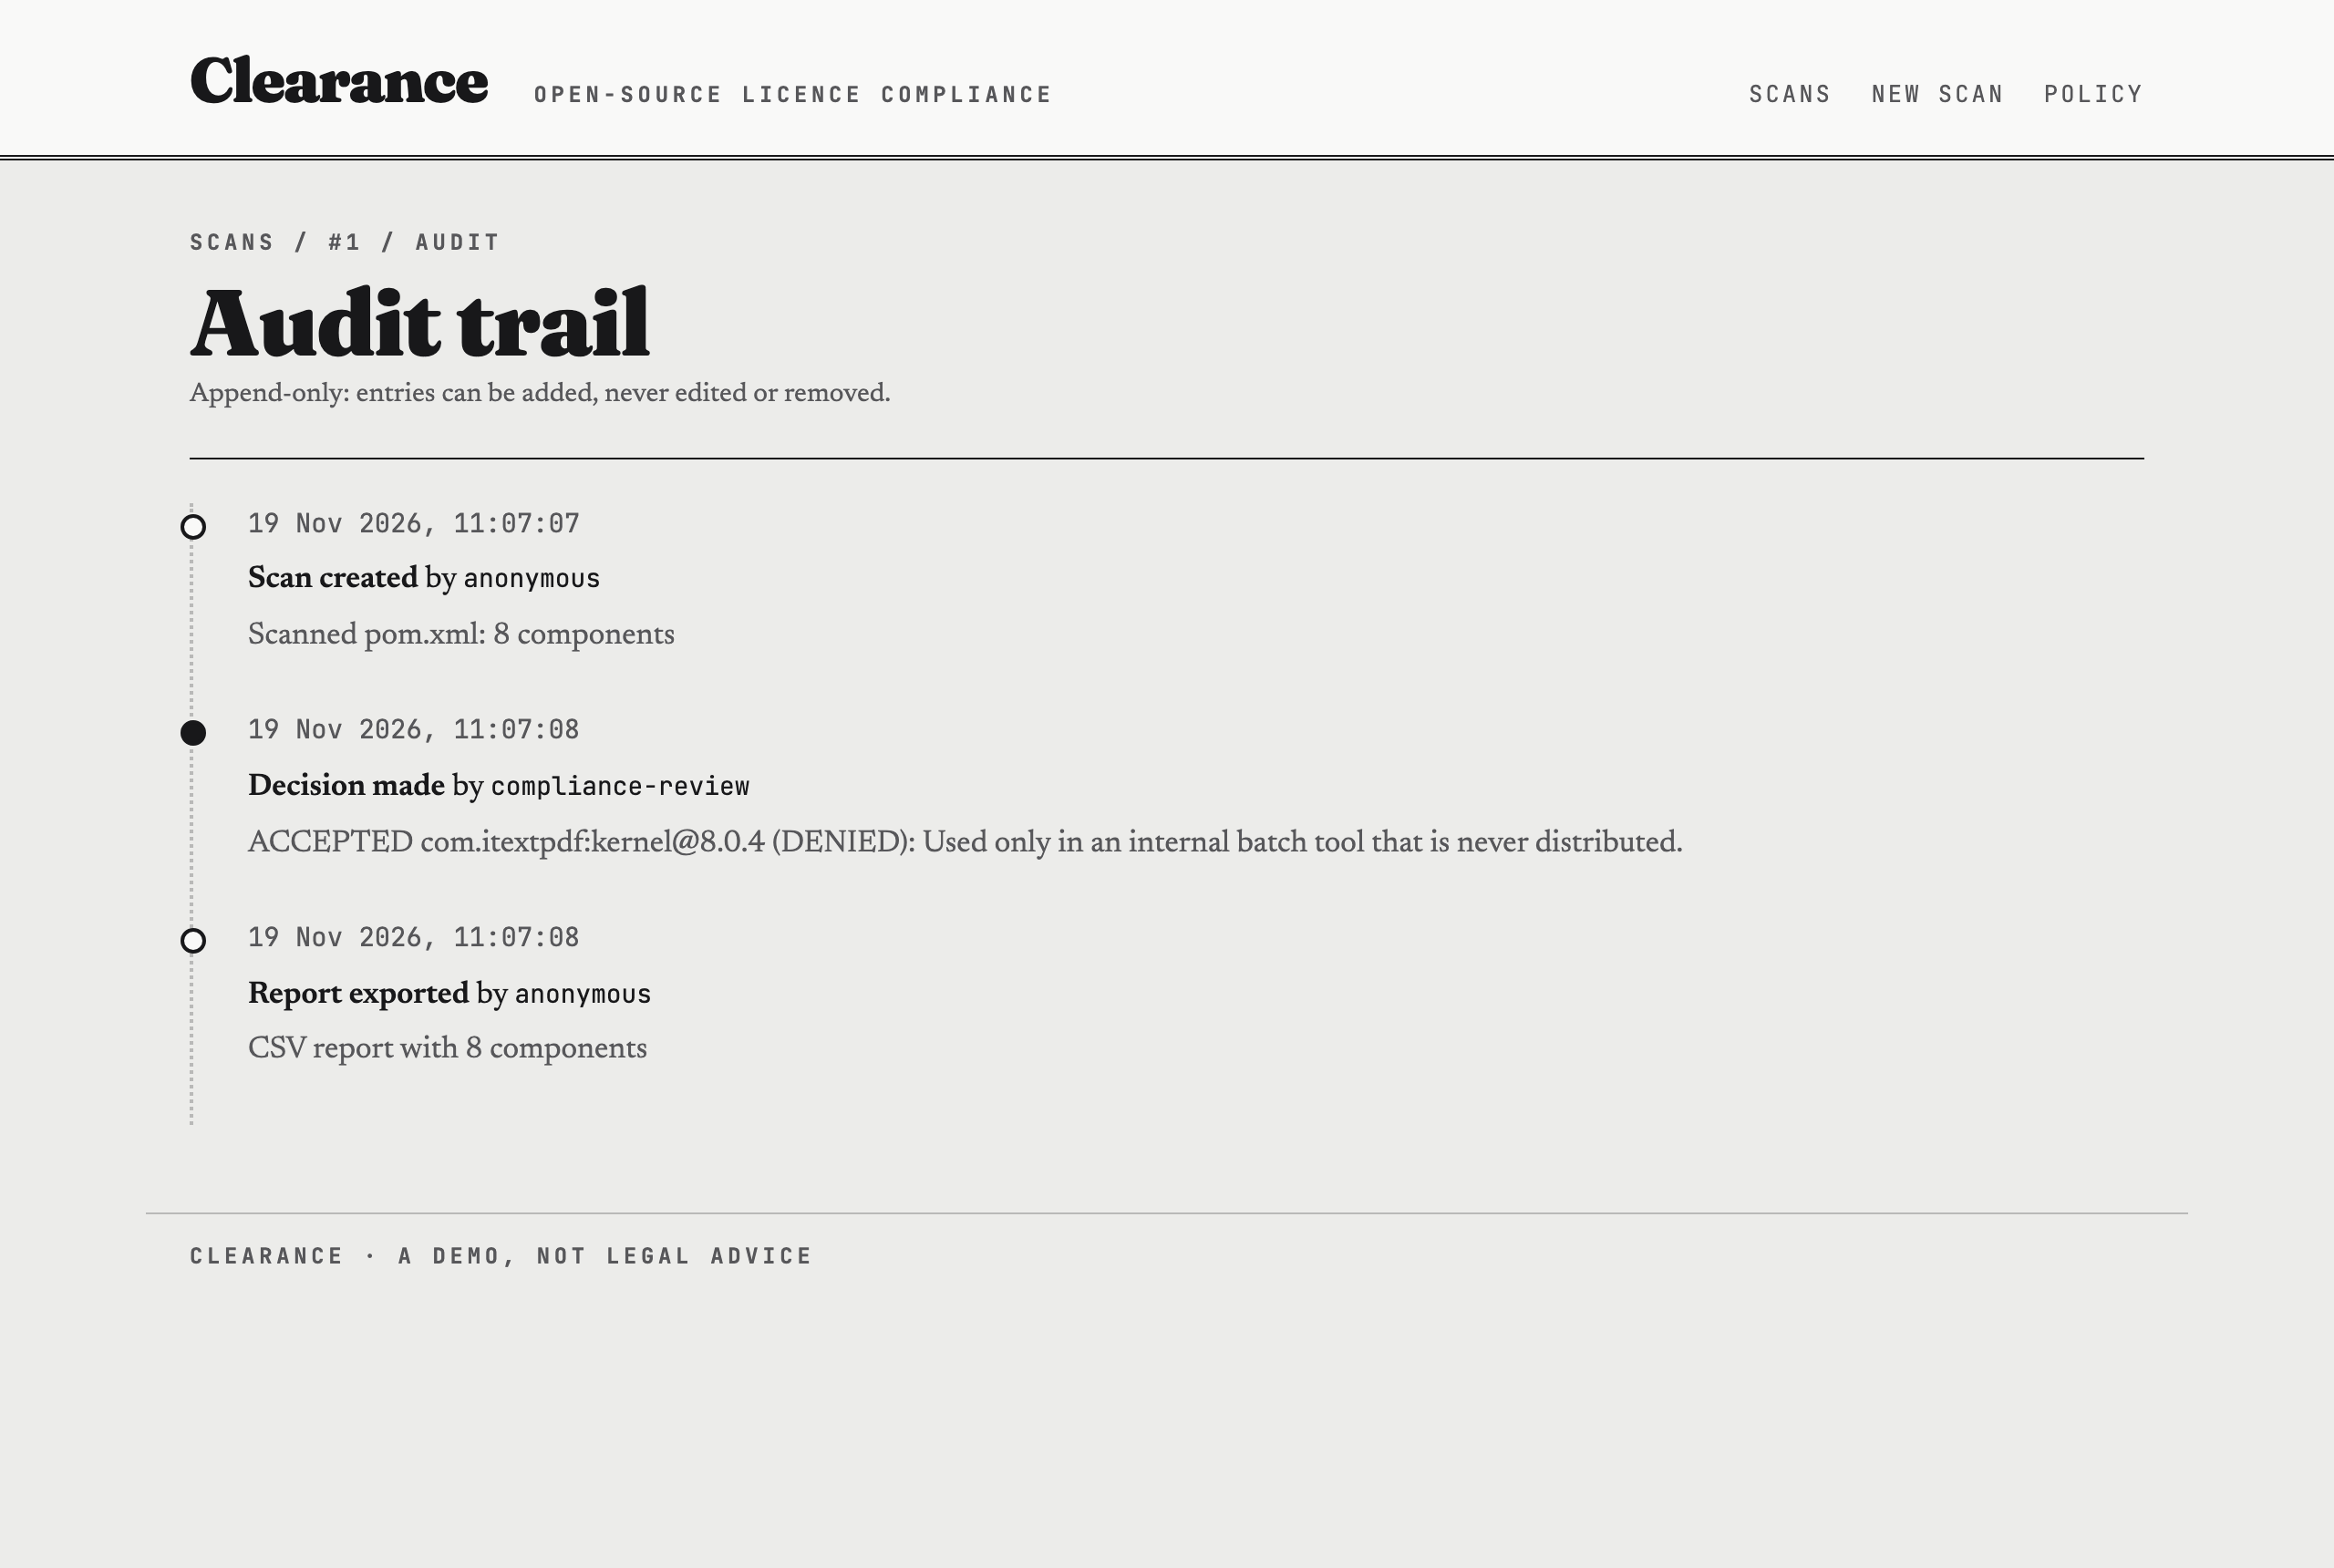 Clearance
OPEN-SOURCE LICENCE COMPLIANCE
SCANS NEW SCAN POLICY
SCANS / #1 / AUDIT
Audit trail
Append-only: entries can be added, never edited or removed.
19 Nov 2026, 11:07:07
Scan created by anonymous
Scanned pom.xml: 8 components
19 Nov 2026, 11:07:08
Decision made by compliance-review
ACCEPTED com.itextpdf:kernel@8.0.4 (DENIED): Used only in an internal batch tool that is never distributed.
19 Nov 2026, 11:07:08
Report exported by anonymous
CSV report with 8 components
CLEARANCE · A DEMO, NOT LEGAL ADVICE